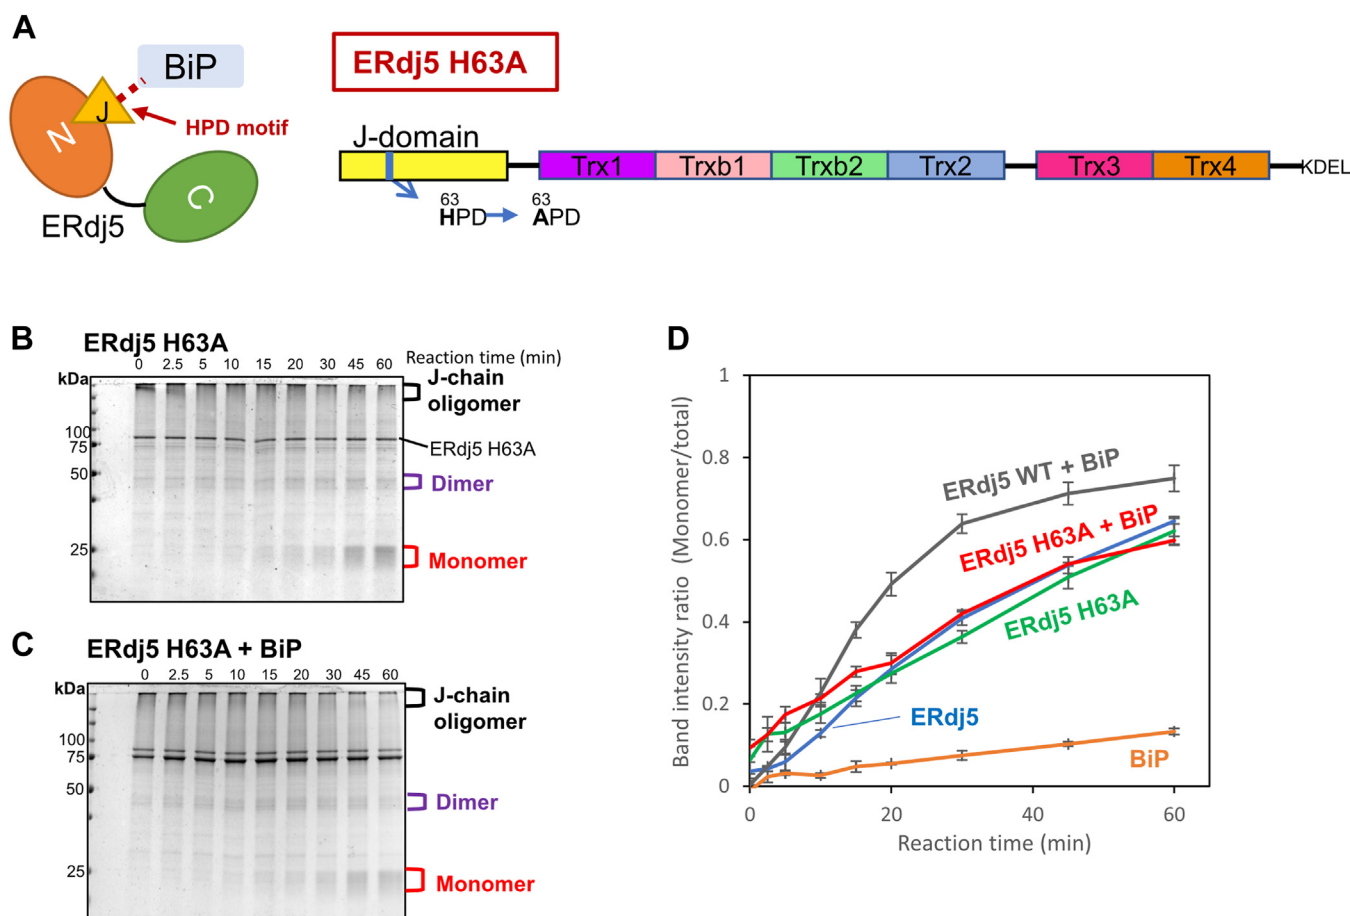 A
BiP
J
HPD motif
N
C
ERdj5
ERdj5 H63A
J-domain
Trx1 Trxb1 Trxb2 Trx2 Trx3 Trx4 KDEL
63 63
HPD APD
B
ERdj5 H63A
0 2.5 5 10 15 20 30 45 60 Reaction time (min)
kDa
J-chain
oligomer
100
75
ERdj5 H63A
50
Dimer
25
Monomer
C
ERdj5 H63A + BiP
0 2.5 5 10 15 20 30 45 60
kDa
J-chain
oligomer
100
75
50
Dimer
25
Monomer
D
Band intensity ratio (Monomer/total)
1
0.8
0.6
0.4
0.2
0
ERdj5 WT + BiP
ERdj5 H63A + BiP
ERdj5 H63A
ERdj5
BiP
0 20 40 60
Reaction time (min)